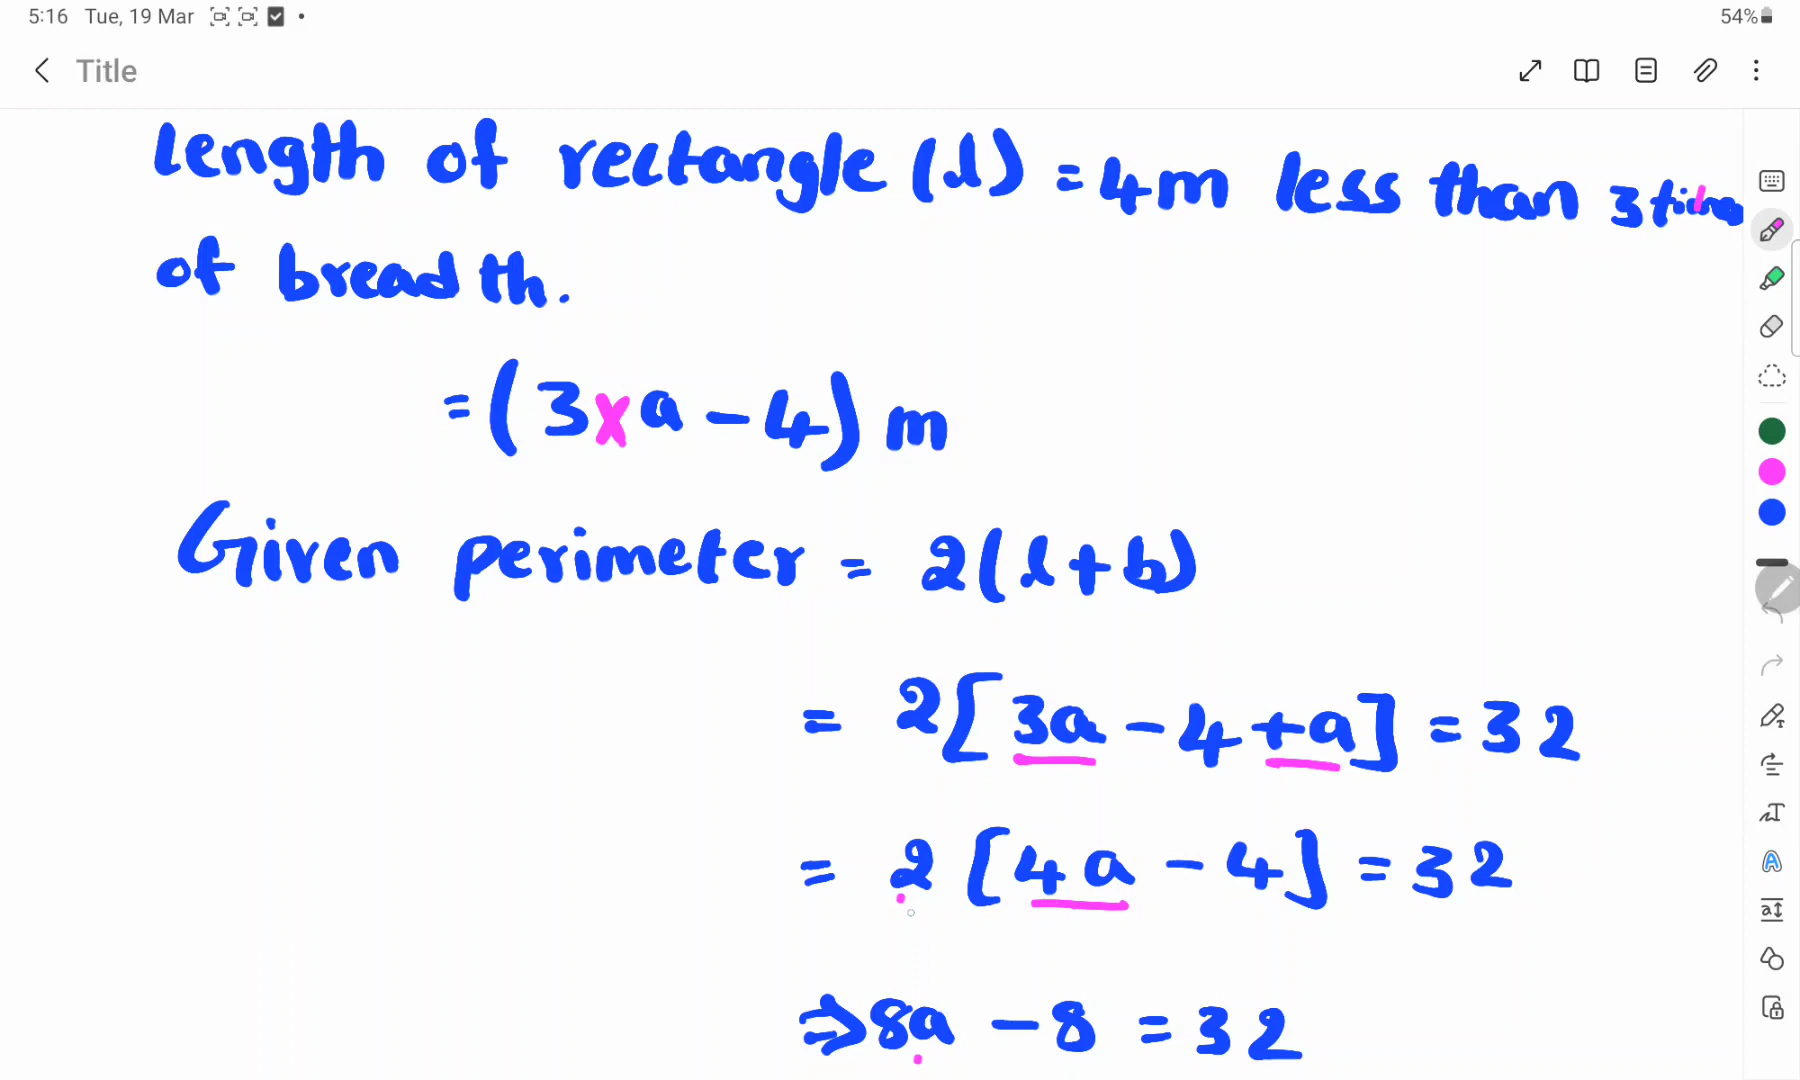 5:16 Tue, 19 Mar 54%
Title
Length of rectangle (l) = 4m less than 3 times
of breadth.
= (3 x a - 4) m
Given perimeter = 2(l+b)
= 2[3a - 4 + a] = 32
= 2 [4a - 4] = 32
⇒ 8a - 8 = 32